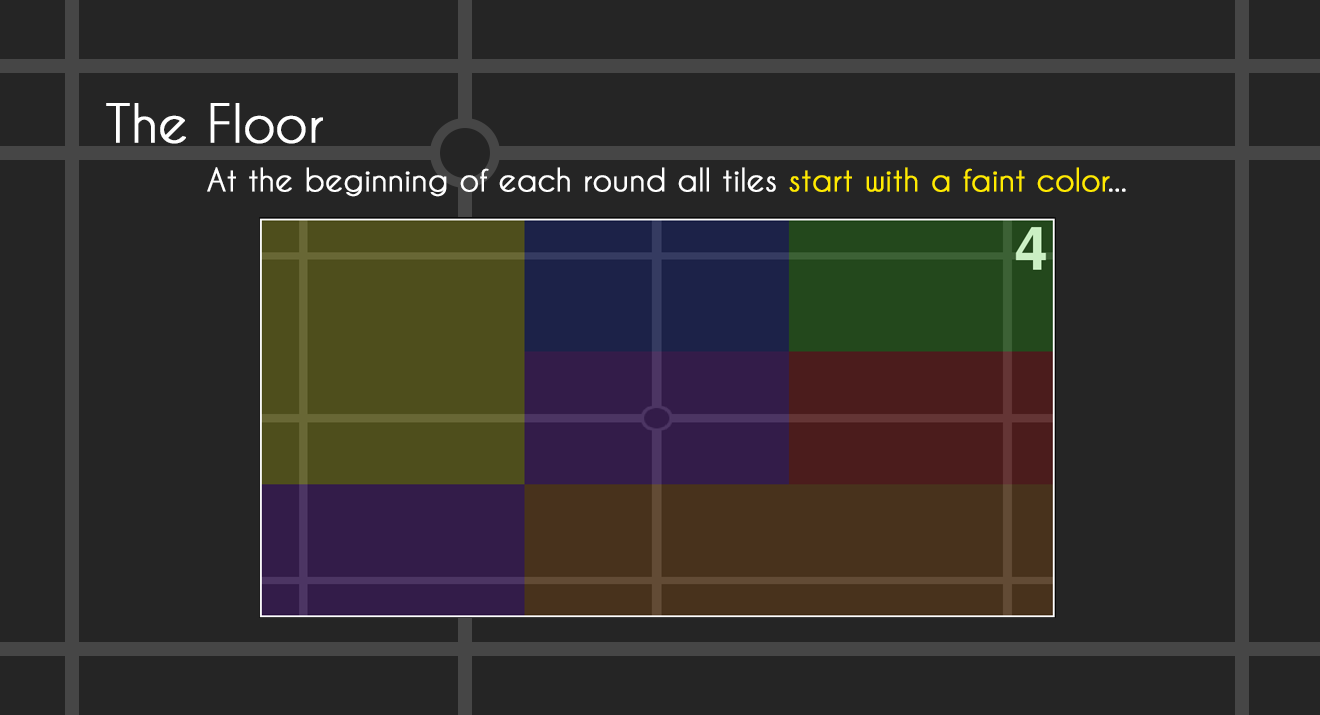 The Floor
At the beginning of each round all tiles start with a faint color...
4